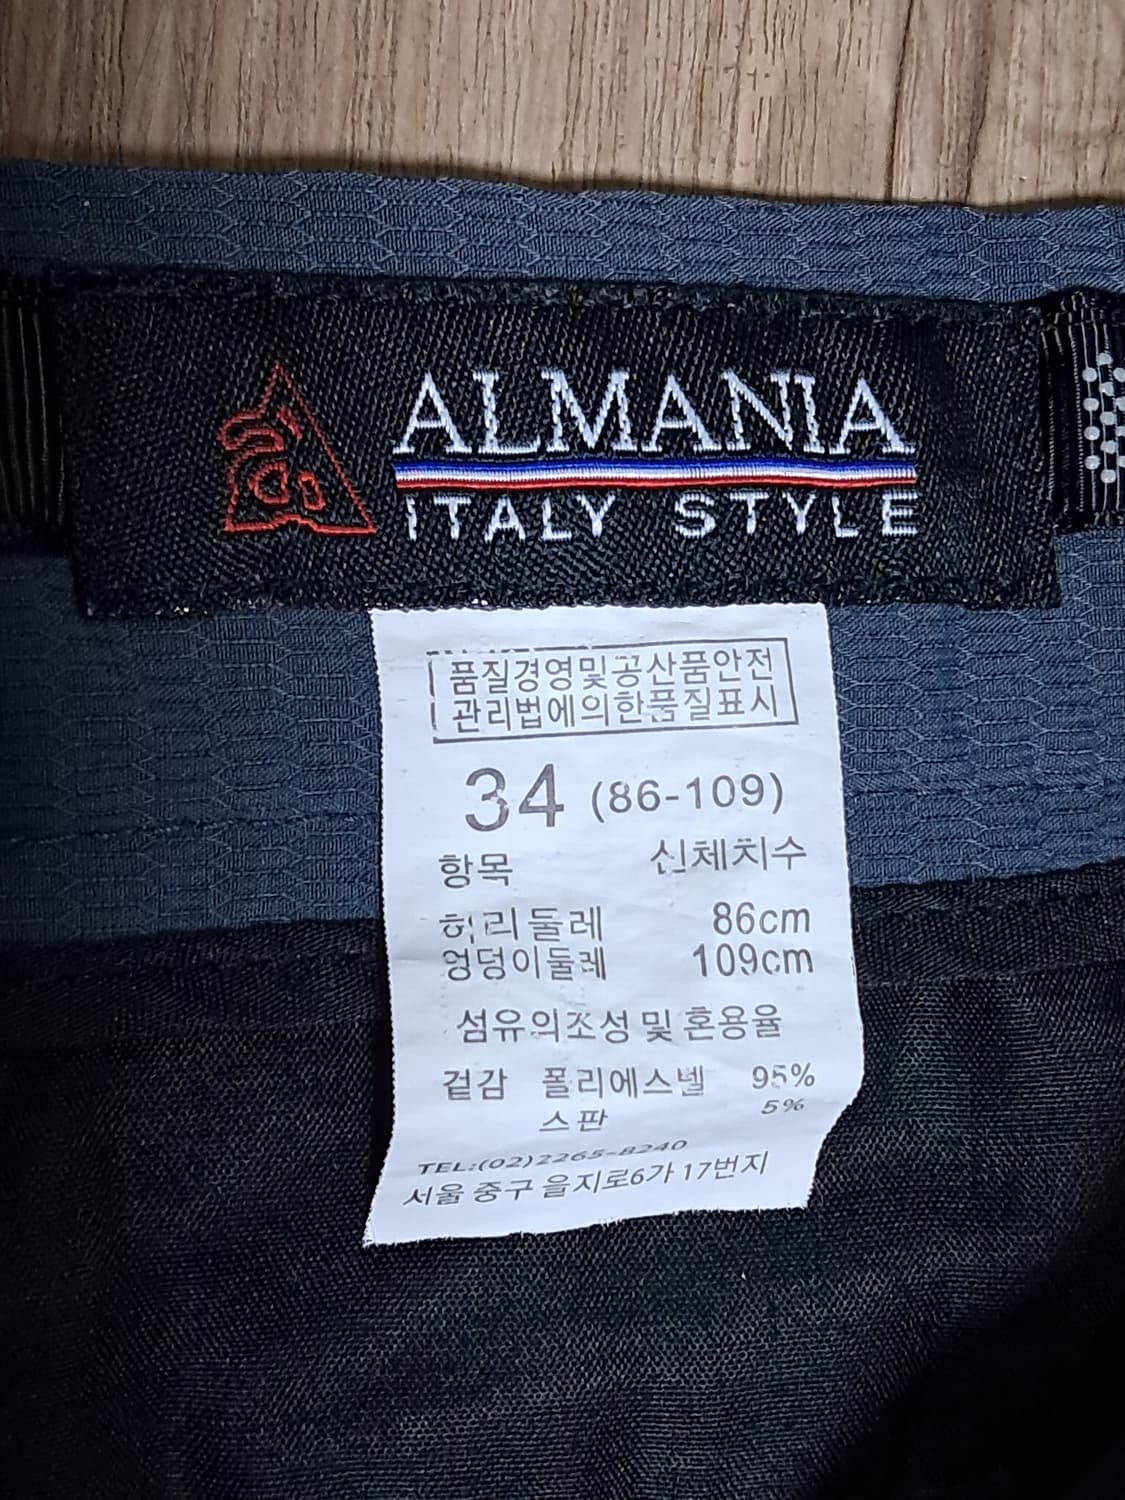 ALMANIA
ITALY STYLE
품질경영및공산품안전
관리법에의한품질표시
34 (86-109)
항목 신체치수
허리둘레 86cm
엉덩이둘레 109cm
섬유의조성 및 혼용율
겉감 폴리에스텔 95%
스판 5%
TEL:(02)2265-8240
서울 중구 을지로6가 17번지